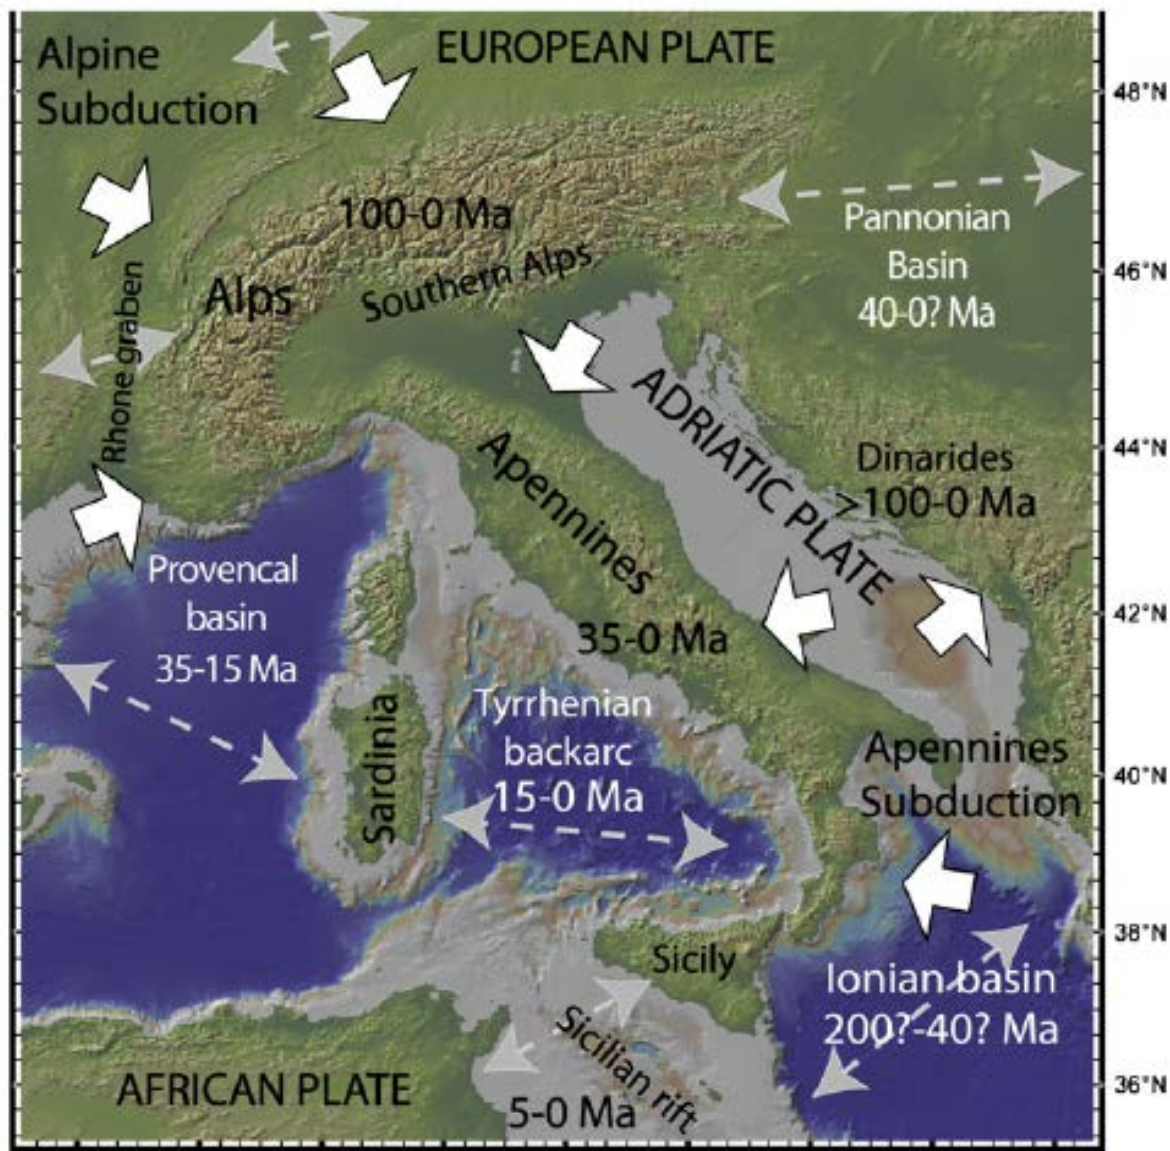 Alpine
Subduction
EUROPEAN PLATE
48°N
100-0 Ma
Pannonian
Basin
40-0? Ma
46°N
Alps
Southern Alps
Rhone graben
ADRIATIC PLATE
44°N
Apennines
Dinarides
>100-0 Ma
Provencal
basin
35-15 Ma
42°N
35-0 Ma
Sardinia
Tyrrhenian
backarc
15-0 Ma
Apennines
Subduction
40°N
38°N
Sicily
Ionian basin
200?-40? Ma
Sicilian rift
5-0 Ma
AFRICAN PLATE
36°N